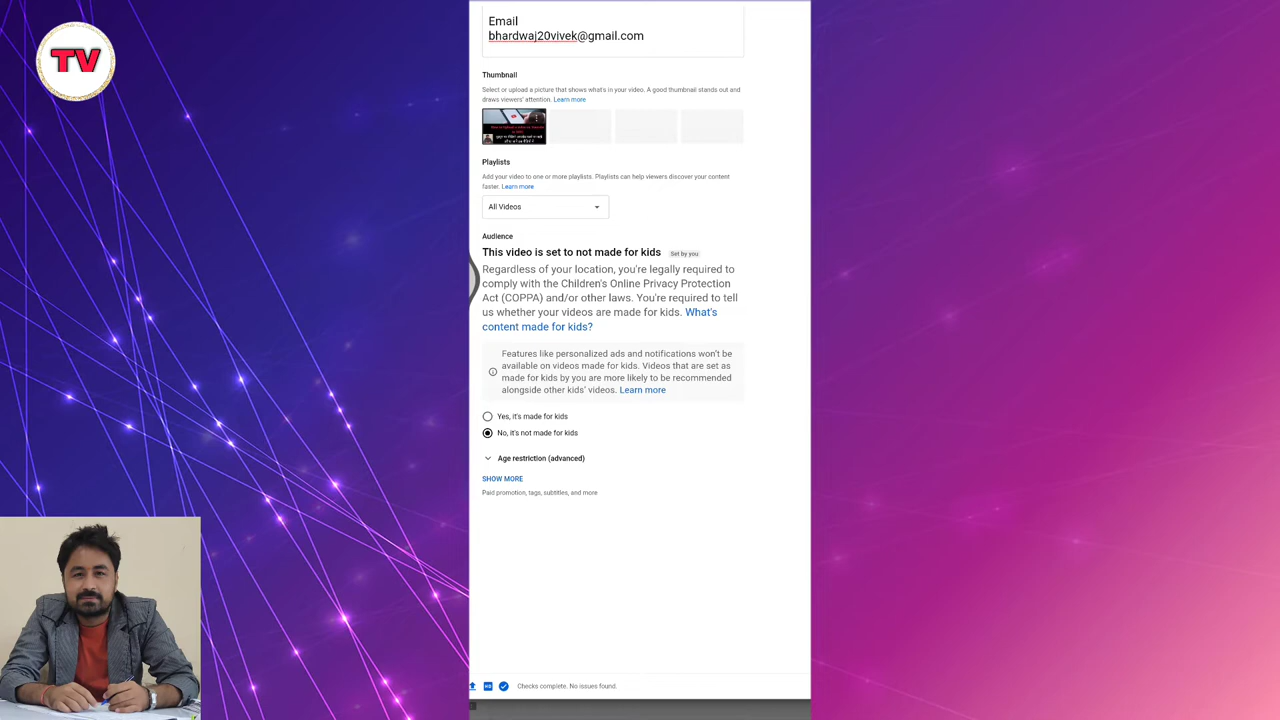 TV
Email
bhardwaj20vivek@gmail.com
Thumbnail
Select or upload a picture that shows what's in your video. A good thumbnail stands out and
draws viewers' attention. Learn more
Playlists
Add your video to one or more playlists. Playlists can help viewers discover your content
faster. Learn more
All Videos
Audience
This video is set to not made for kids Set by you
Regardless of your location, you're legally required to
comply with the Children's Online Privacy Protection
Act (COPPA) and/or other laws. You're required to tell
us whether your videos are made for kids. What's
content made for kids?
Features like personalized ads and notifications won't be
available on videos made for kids. Videos that are set as
made for kids by you are more likely to be recommended
alongside other kids' videos. Learn more
Yes, it's made for kids
No, it's not made for kids
Age restriction (advanced)
SHOW MORE
Paid promotion, tags, subtitles, and more
Checks complete. No issues found.